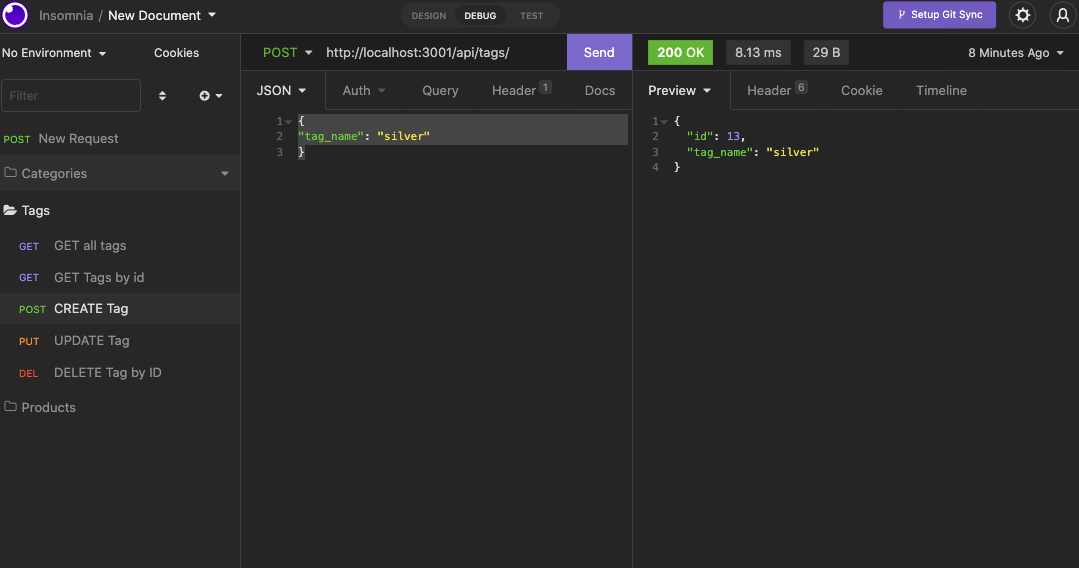 Insomnia / New Document
DESIGN DEBUG TEST
Setup Git Sync
No Environment Cookies
POST http://localhost:3001/api/tags/ Send
200 OK 8.13 ms 29 B 8 Minutes Ago
Filter
JSON Auth Query Header 1 Docs
Preview Header 6 Cookie Timeline
POST New Request
Categories
Tags
GET GET all tags
GET GET Tags by id
POST CREATE Tag
PUT UPDATE Tag
DEL DELETE Tag by ID
Products
1 {
2 "tag_name": "silver"
3 }
1 {
2 "id": 13,
3 "tag_name": "silver"
4 }